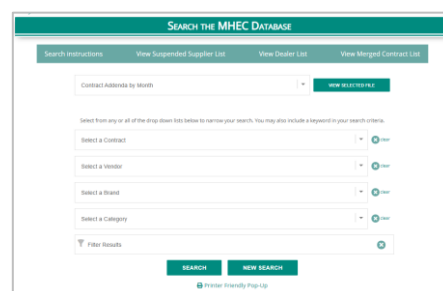 SEARCH THE MHEC DATABASE
Search Instructions View Suspended Supplier List View Dealer List View Merged Contract List
Contract Addenda by Month VIEW SELECTED FILE
Select from any or all of the drop down lists below to narrow your search. You may also include a keyword in your search criteria.
Select a Contract clear
Select a Vendor clear
Select a Brand clear
Select a Category clear
Filter Results
SEARCH NEW SEARCH
Printer Friendly Pop-Up